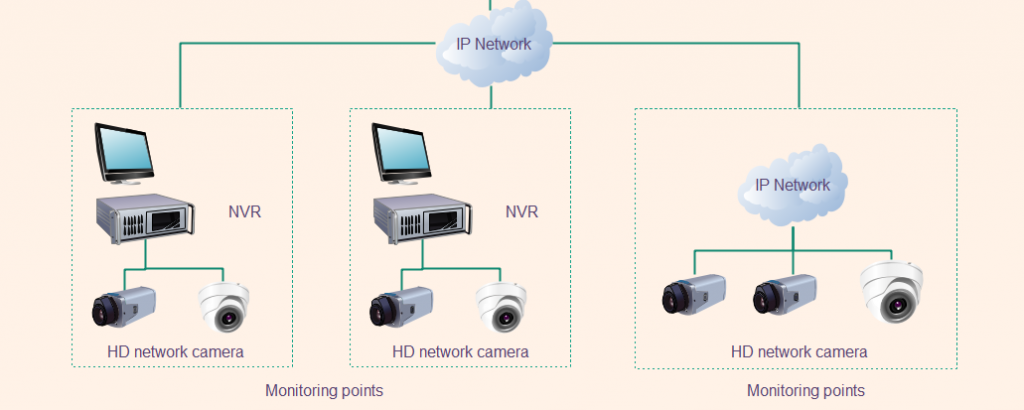 IP Network
IP Network
NVR
NVR
HD network camera
HD network camera
HD network camera
Monitoring points
Monitoring points